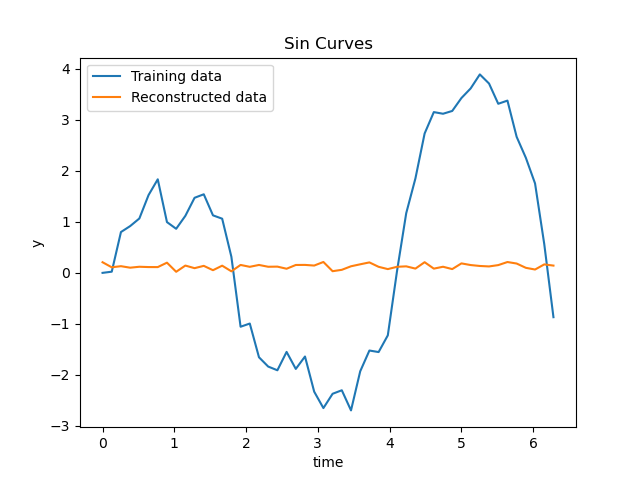 Sin Curves
Training data
Reconstructed data
4
3
2
1
0
−1
−2
−3
y
0 1 2 3 4 5 6
time